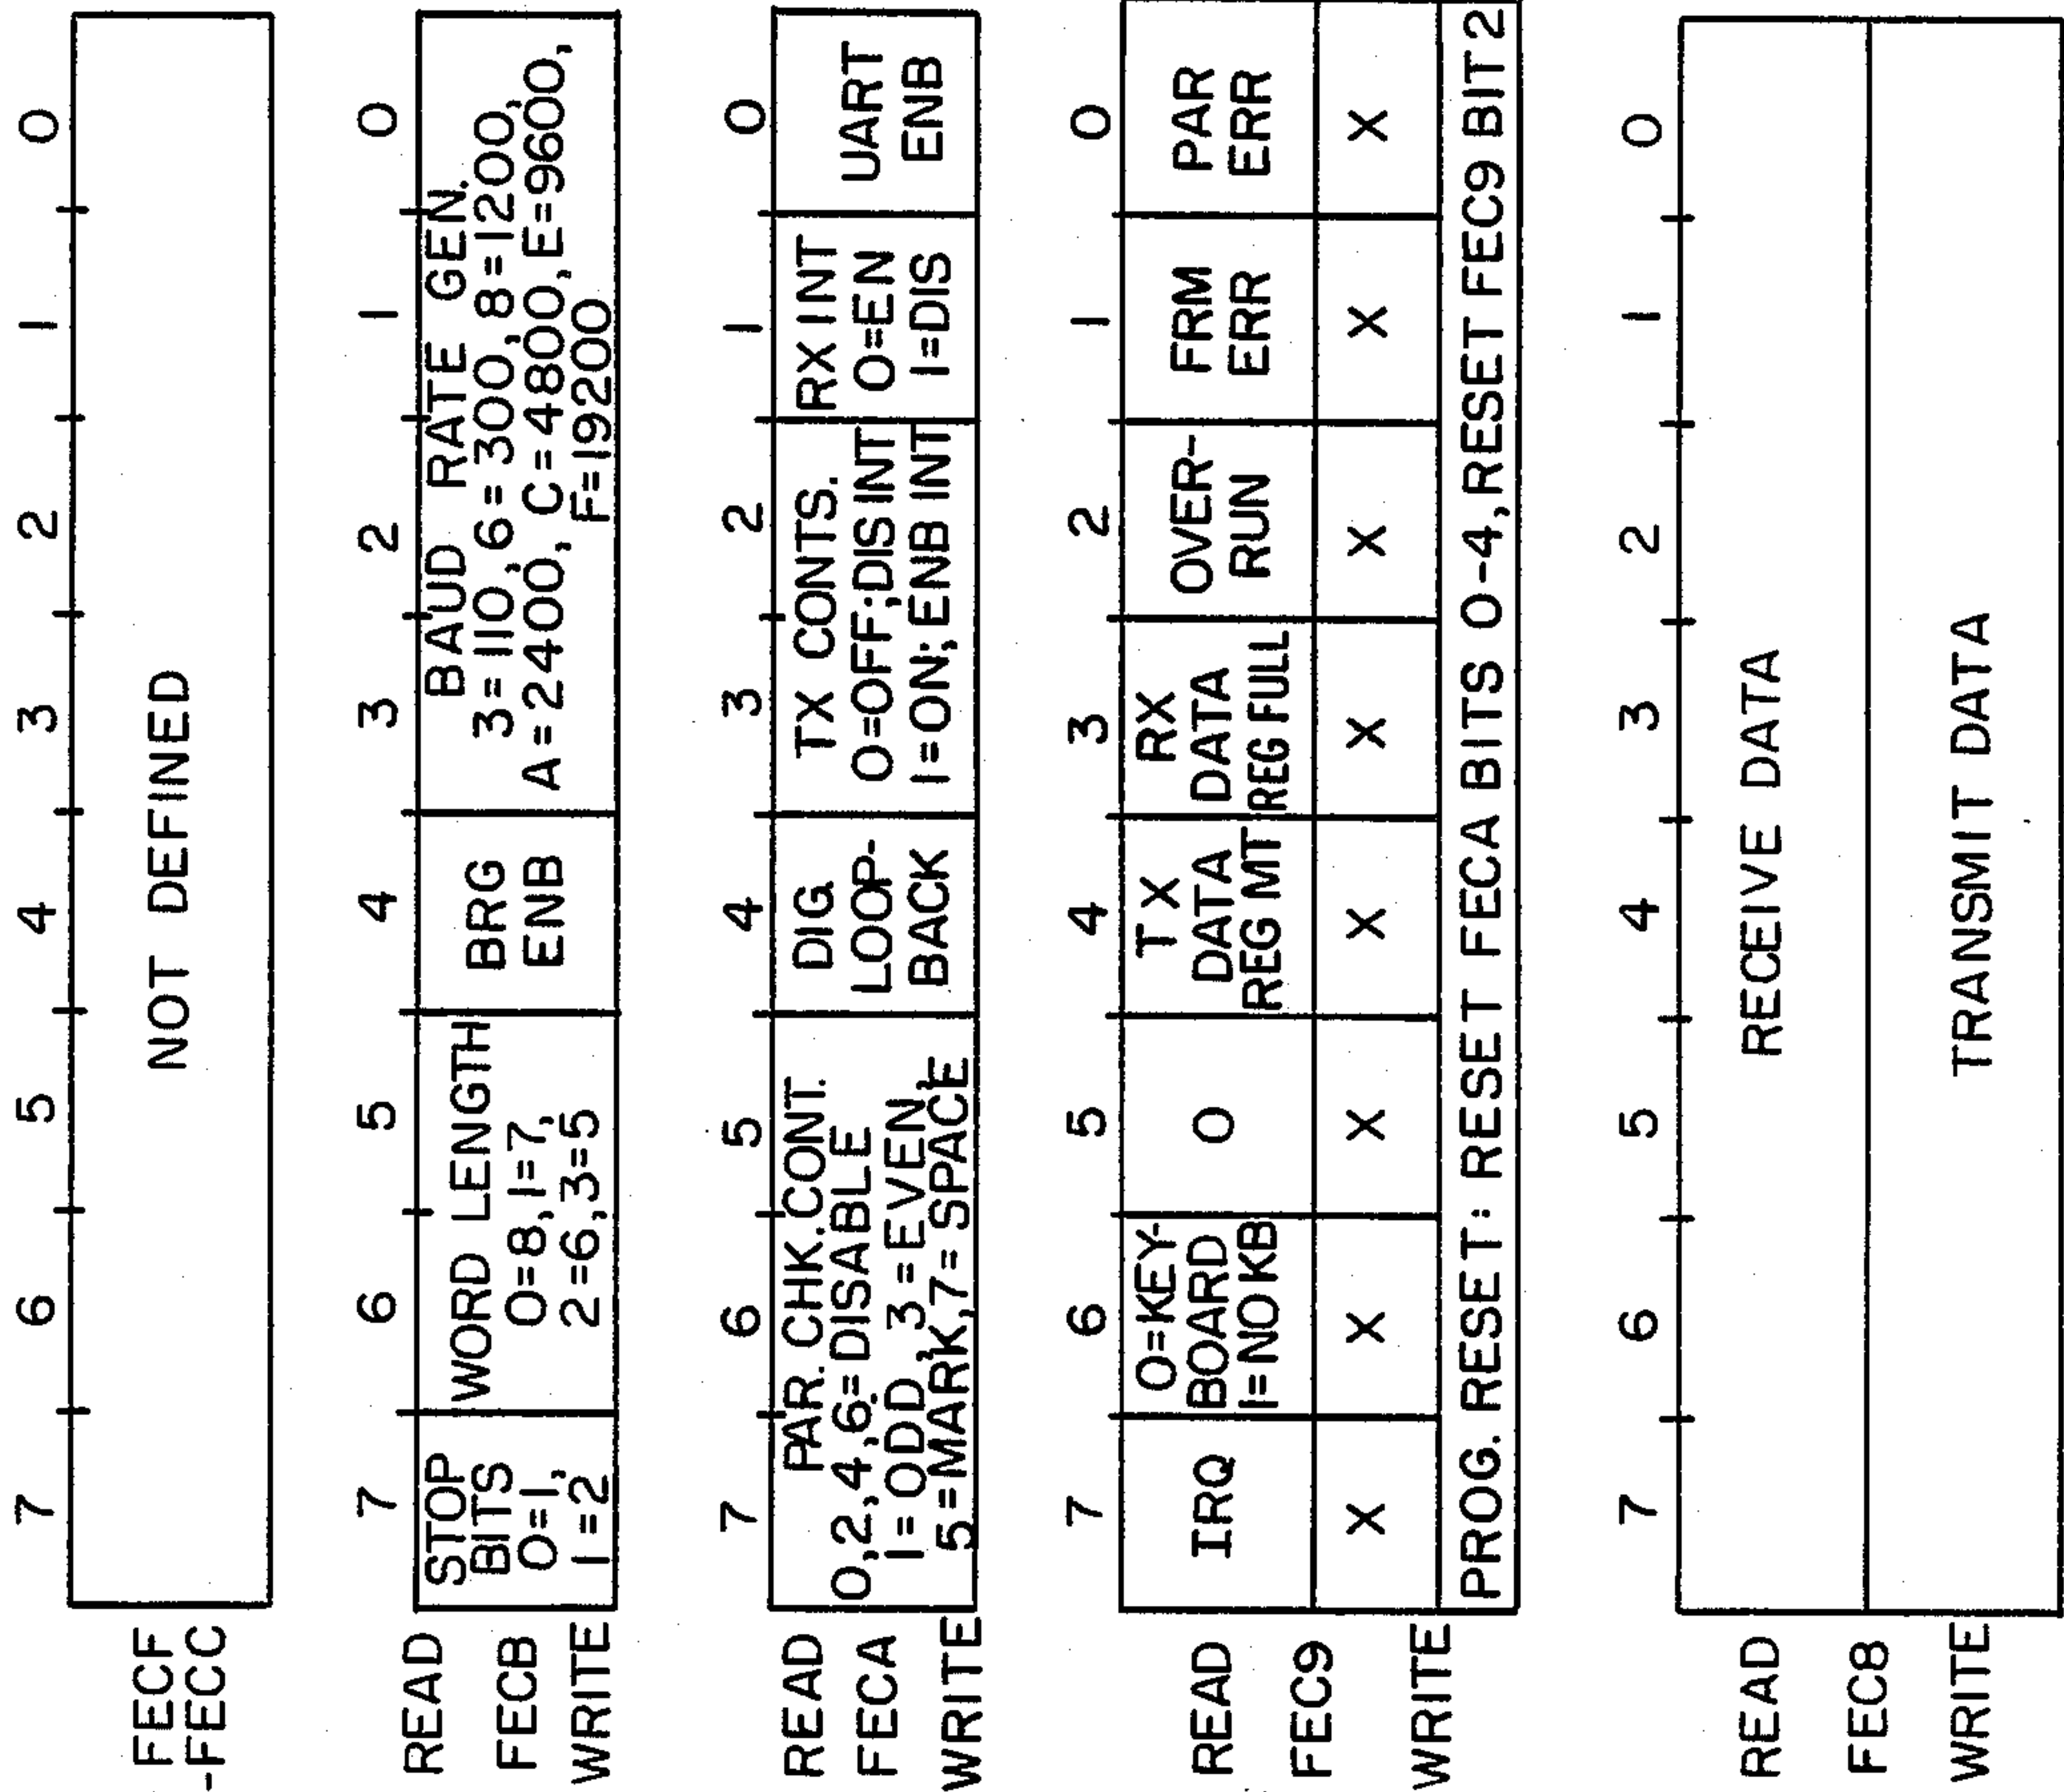 7 6 5 4 3 2 1 0
FECF
-FECC
NOT DEFINED
7 6 5 4 3 2 1 0
READ
FECB
WRITE
STOP
BITS
0=1,
1=2
WORD LENGTH
0=8,1=7,
2=6,3=5
BRG
ENB
BAUD RATE GEN.
3=110,6=300,8=1200,
A=2400, C=4800,E=9600,
F=19200
7 6 5 4 3 2 1 0
READ
FECA
WRITE
PAR. CHK.CONT.
0,2,4,6=DISABLE
1=ODD,3=EVEN,
5=MARK,7=SPACE
DIG.
LOOP-
BACK
TX CONTS.
0=OFF;DISINT
1=ON;ENB INT
RX INT
0=EN
1=DIS
UART
ENB
7 6 5 4 3 2 1 0
READ
FEC9
WRITE
IRQ
0=KEY-
BOARD
1=NOKB
0
TX
DATA
REG MT
RX
DATA
REG FULL
OVER-
RUN
FRM
ERR
PAR
ERR
X X X X X X X X
PROG. RESET: RESET FECA BITS 0-4,RESET FEC9 BIT2
7 6 5 4 3 2 1 0
READ
FEC8
WRITE
RECEIVE DATA
TRANSMIT DATA